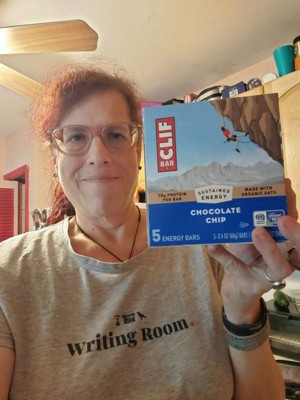 CLIF
BAR
10g PROTEIN
PER BAR
SUSTAINED
ENERGY
MADE WITH
ORGANIC OATS
CHOCOLATE
CHIP
5 ENERGY BARS
Writing Room.